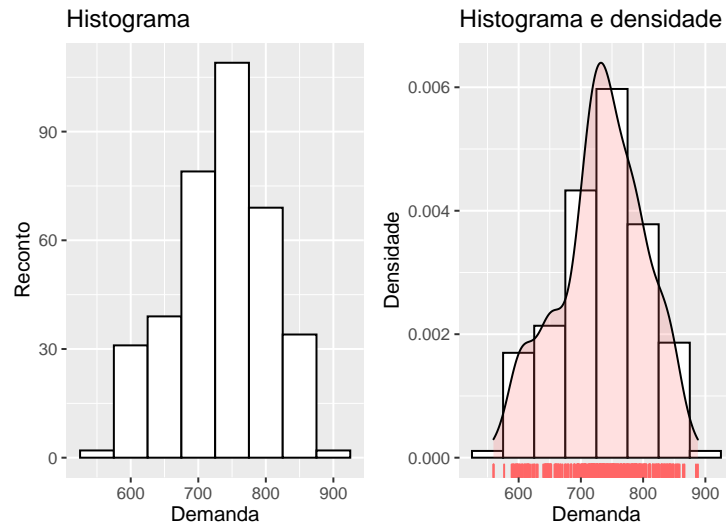 Histograma
Reconto
90
60
30
0
600 700 800 900
Demanda
Histograma e densidade
Densidade
0.006
0.004
0.002
0.000
600 700 800 900
Demanda